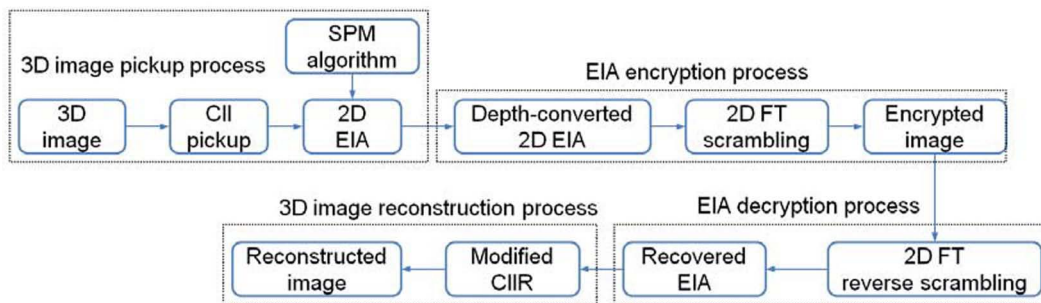 3D image pickup process
SPM
algorithm
3D
image
CII
pickup
2D
EIA
EIA encryption process
Depth-converted
2D EIA
2D FT
scrambling
Encrypted
image
EIA decryption process
2D FT
reverse scrambling
Recovered
EIA
3D image reconstruction process
Modified
CIIR
Reconstructed
image